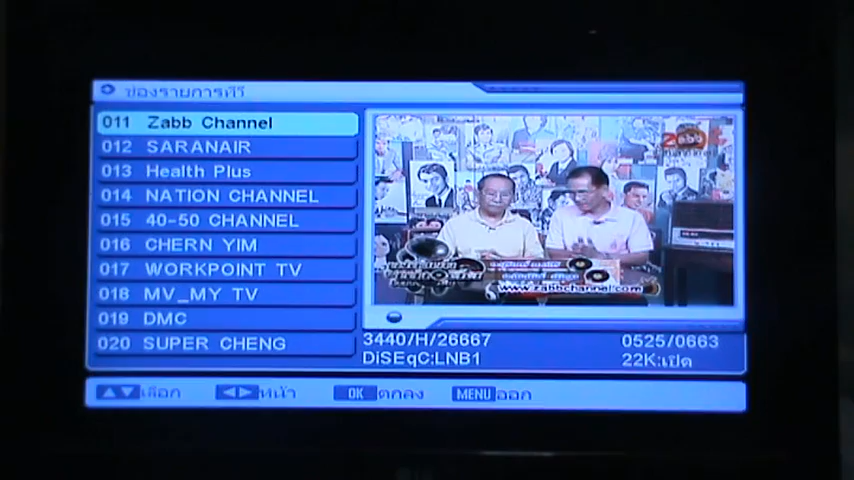 ช่องรายการทีวี
011 Zabb Channel
012 SARANAIR
013 Health Plus
014 NATION CHANNEL
015 40-50 CHANNEL
016 CHERN YIM
017 WORKPOINT TV
018 MV_MY TV
019 DMC
020 SUPER CHENG
www.zabbchannel.com
3440/H/26667 0525/0663
DiSEqC:LNB1 22K:เปิด
เลือก หน้า OK ตกลง MENU ออก